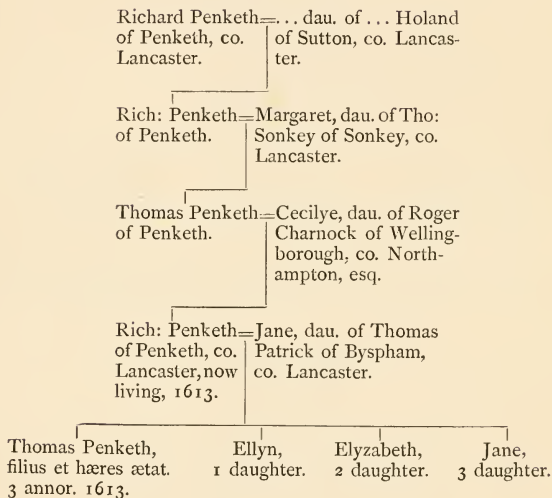 Richard Penketh=... dau. of ... Holand
of Penketh, co. of Sutton, co. Lancas-
Lancaster. ter.
Rich: Penketh=Margaret, dau. of Tho:
of Penketh. Sonkey of Sonkey, co.
Lancaster.
Thomas Penketh=Cecilye, dau. of Roger
of Penketh. Charnock of Welling-
borough, co. North-
ampton, esq.
Rich: Penketh=Jane, dau. of Thomas
of Penketh, co. Patrick of Byspham,
Lancaster, now co. Lancaster.
living, 1613.
Thomas Penketh, Ellyn, Elyzabeth, Jane,
filius et hæres ætat. 1 daughter. 2 daughter. 3 daughter.
3 annor. 1613.